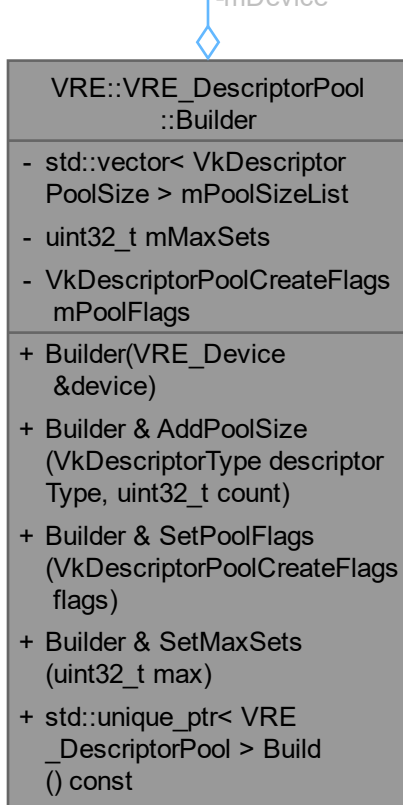 -mDevice
VRE::VRE_DescriptorPool
::Builder
- std::vector< VkDescriptor
PoolSize > mPoolSizeList
- uint32_t mMaxSets
- VkDescriptorPoolCreateFlags
mPoolFlags
+ Builder(VRE_Device
&device)
+ Builder & AddPoolSize
(VkDescriptorType descriptor
Type, uint32_t count)
+ Builder & SetPoolFlags
(VkDescriptorPoolCreateFlags
flags)
+ Builder & SetMaxSets
(uint32_t max)
+ std::unique_ptr< VRE
_DescriptorPool > Build
() const